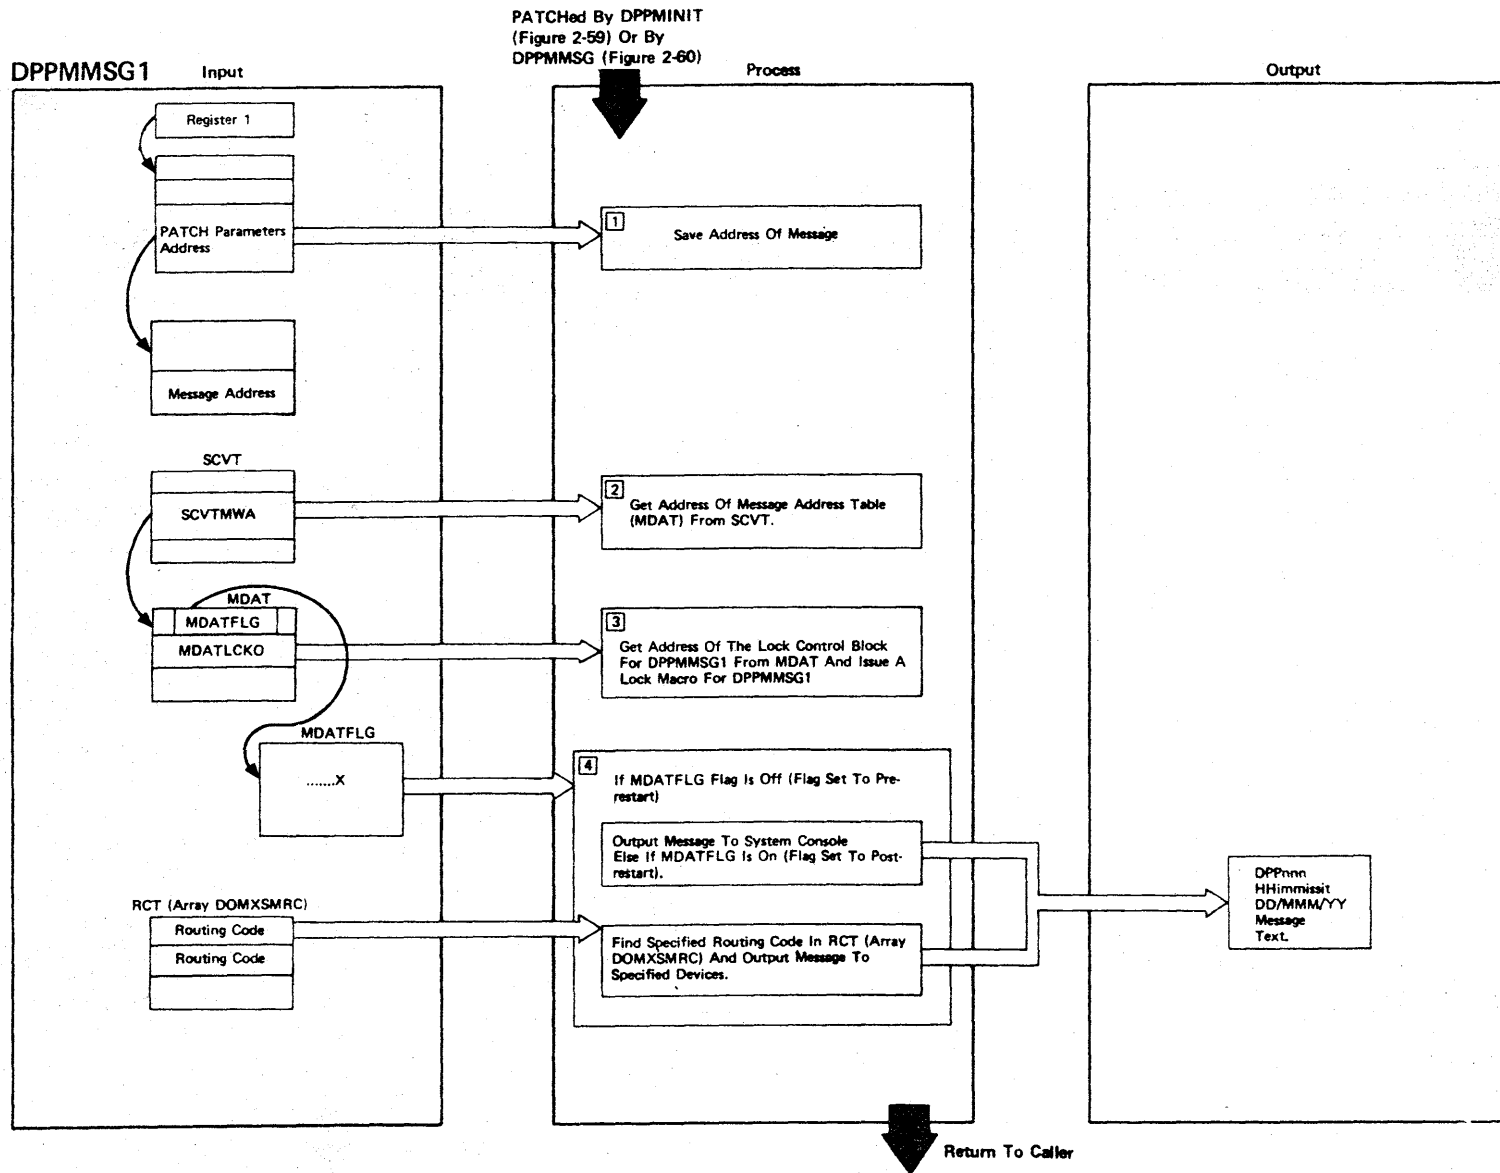 PATCHed By DPPMINIT
(Figure 2-59) Or By
DPPMMSG (Figure 2-60)
DPPMMSG1
Input
Process
Output
Register 1
PATCH Parameters
Address
1
Save Address Of Message
Message Address
SCVT
SCVTMWA
2
Get Address Of Message Address Table
(MDAT) From SCVT.
MDAT
MDATFLG
MDATLCKO
3
Get Address Of The Lock Control Block
For DPPMMSG1 From MDAT And Issue A
Lock Macro For DPPMMSG1
MDATFLG
.......X
4
If MDATFLG Flag Is Off (Flag Set To Pre-
restart)
Output Message To System Console
Else If MDATFLG Is On (Flag Set To Post-
restart).
RCT (Array DOMXSMRC)
Routing Code
Routing Code
Find Specified Routing Code In RCT (Array
DOMXSMRC) And Output Message To
Specified Devices.
DPPnnn
HHimmissit
DD/MMM/YY
Message
Text.
Return To Caller